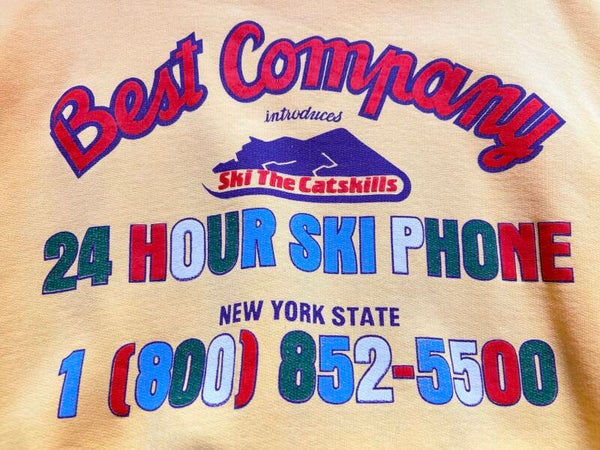 Best Company
introduces
Ski The Catskills
24 HOUR SKI PHONE
NEW YORK STATE
1 (800) 852-5500